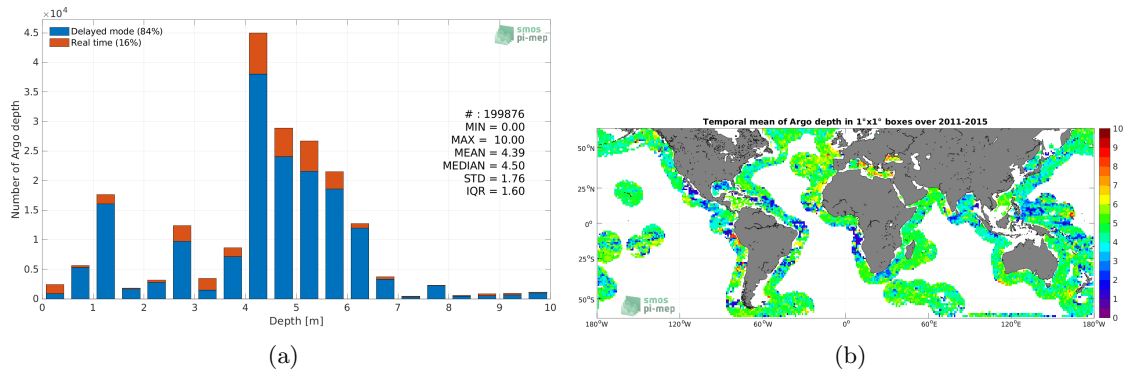 ×10⁴
4.5
4
3.5
3
2.5
2
1.5
1
0.5
0
Number of Argo depth
Delayed mode (84%)
Real time (16%)
smos
pi-mep
# : 199876
MIN = 0.00
MAX = 10.00
MEAN = 4.39
MEDIAN = 4.50
STD = 1.76
IQR = 1.60
0 1 2 3 4 5 6 7 8 9 10
Depth [m]
(a)
Temporal mean of Argo depth in 1°x1° boxes over 2011-2015
50°N
25°N
0°
25°S
50°S
180°W 120°W 60°W 0° 60°E 120°E 180°W
smos
pi-mep
10
9
8
7
6
5
4
3
2
1
0
(b)